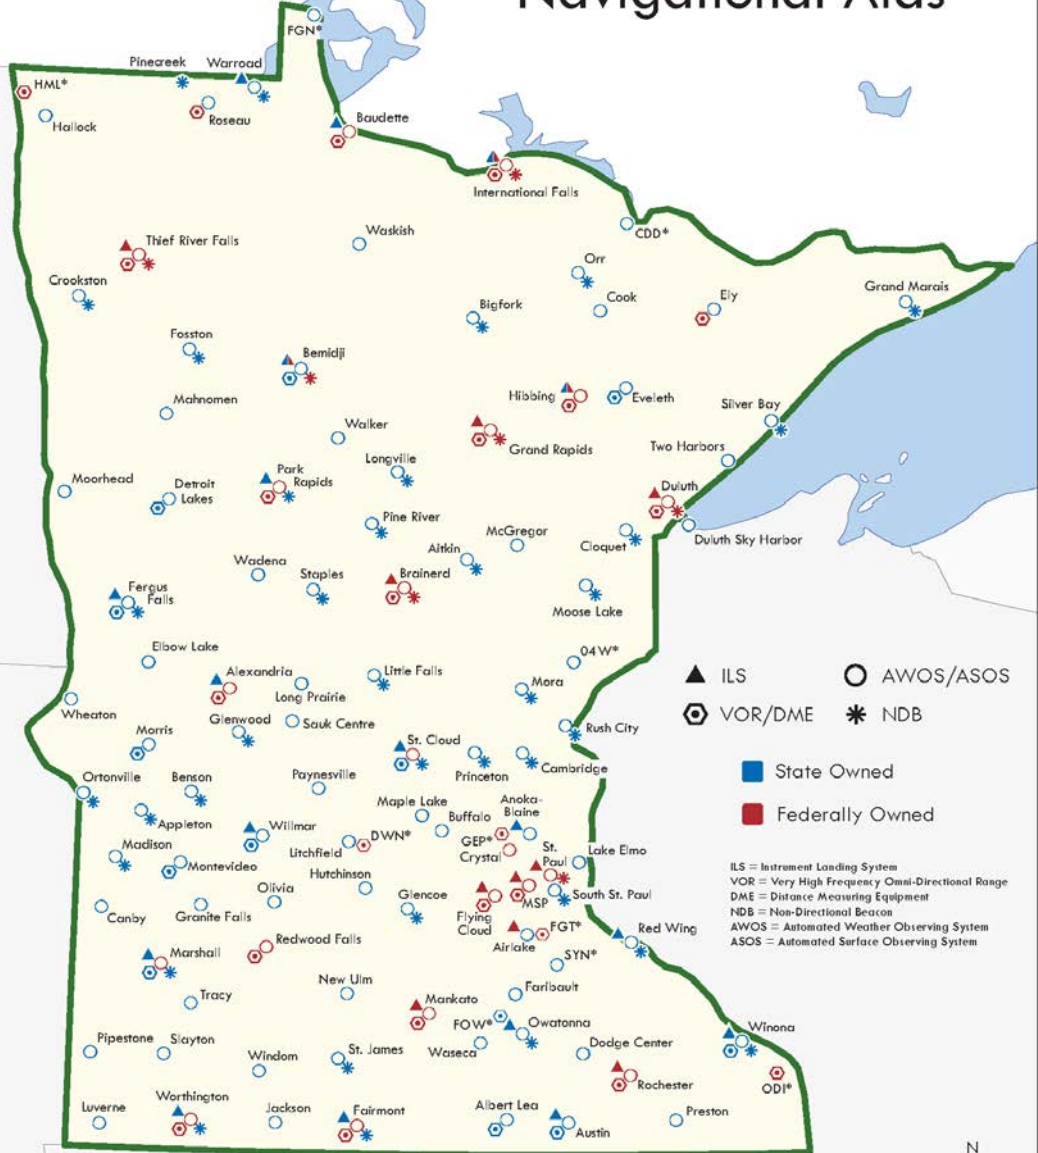 Navigational Aids
FGN*
Pinecreek
Warroad
HML*
Hallock
Roseau
Baudette
International Falls
Waskish
CDD*
Thief River Falls
Crookston
Orr
Cook
Ely
Grand Marais
Bigfork
Fosston
Bemidji
Mahnomen
Hibbing
Eveleth
Silver Bay
Walker
Grand Rapids
Two Harbors
Longville
Moorhead
Detroit
Lakes
Park
Rapids
Duluth
Pine River
McGregor
Cloquet
Duluth Sky Harbor
Aitkin
Wadena
Staples
Brainerd
Fergus
Falls
Moose Lake
Elbow Lake
04W*
Alexandria
Long Prairie
Little Falls
Mora
Wheaton
Glenwood
Sauk Centre
Rush City
Morris
St. Cloud
Princeton
Cambridge
Ortonville
Benson
Paynesville
Appleton
Maple Lake
Buffalo
Anoka-
Blaine
Willmar
DWN*
GEP*
Crystal
St.
Paul
Lake Elmo
Madison
Montevideo
Litchfield
Hutchinson
Olivia
Glencoe
MSP
South St. Paul
Canby
Granite Falls
Flying
Cloud
FGT*
Airlake
Red Wing
Marshall
Redwood Falls
SYN*
Tracy
New Ulm
Faribault
Mankato
FOW*
Owatonna
Waseca
Winona
Pipestone
Slayton
Windom
St. James
Dodge Center
Rochester
ODI*
Luverne
Worthington
Jackson
Fairmont
Albert Lea
Austin
Preston
ILS
AWOS/ASOS
VOR/DME
NDB
State Owned
Federally Owned
ILS = Instrument Landing System
VOR = Very High Frequency Omni-Directional Range
DME = Distance Measuring Equipment
NDB = Non-Directional Beacon
AWOS = Automated Weather Observing System
ASOS = Automated Surface Observing System
N